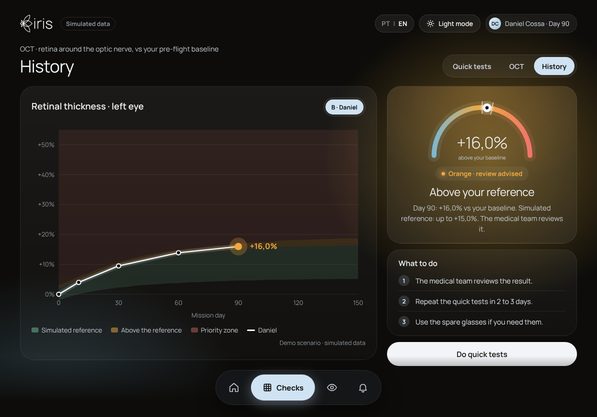 iris
Simulated data
PT | EN
Light mode
DC
Daniel Cossa · Day 90
OCT · retina around the optic nerve, vs your pre-flight baseline
History
Quick tests
OCT
History
Retinal thickness · left eye
B · Daniel
+50%
+40%
+30%
+20%
+10%
0%
+16,0%
0
30
60
90
120
150
Mission day
Simulated reference
Above the reference
Priority zone
Daniel
Demo scenario · simulated data
+16,0%
above your baseline
Orange · review advised
Above your reference
Day 90: +16,0% vs your baseline. Simulated
reference: up to +15,0%. The medical team reviews
it.
What to do
1 The medical team reviews the result.
2 Repeat the quick tests in 2 to 3 days.
3 Use the spare glasses if you need them.
Do quick tests
Checks